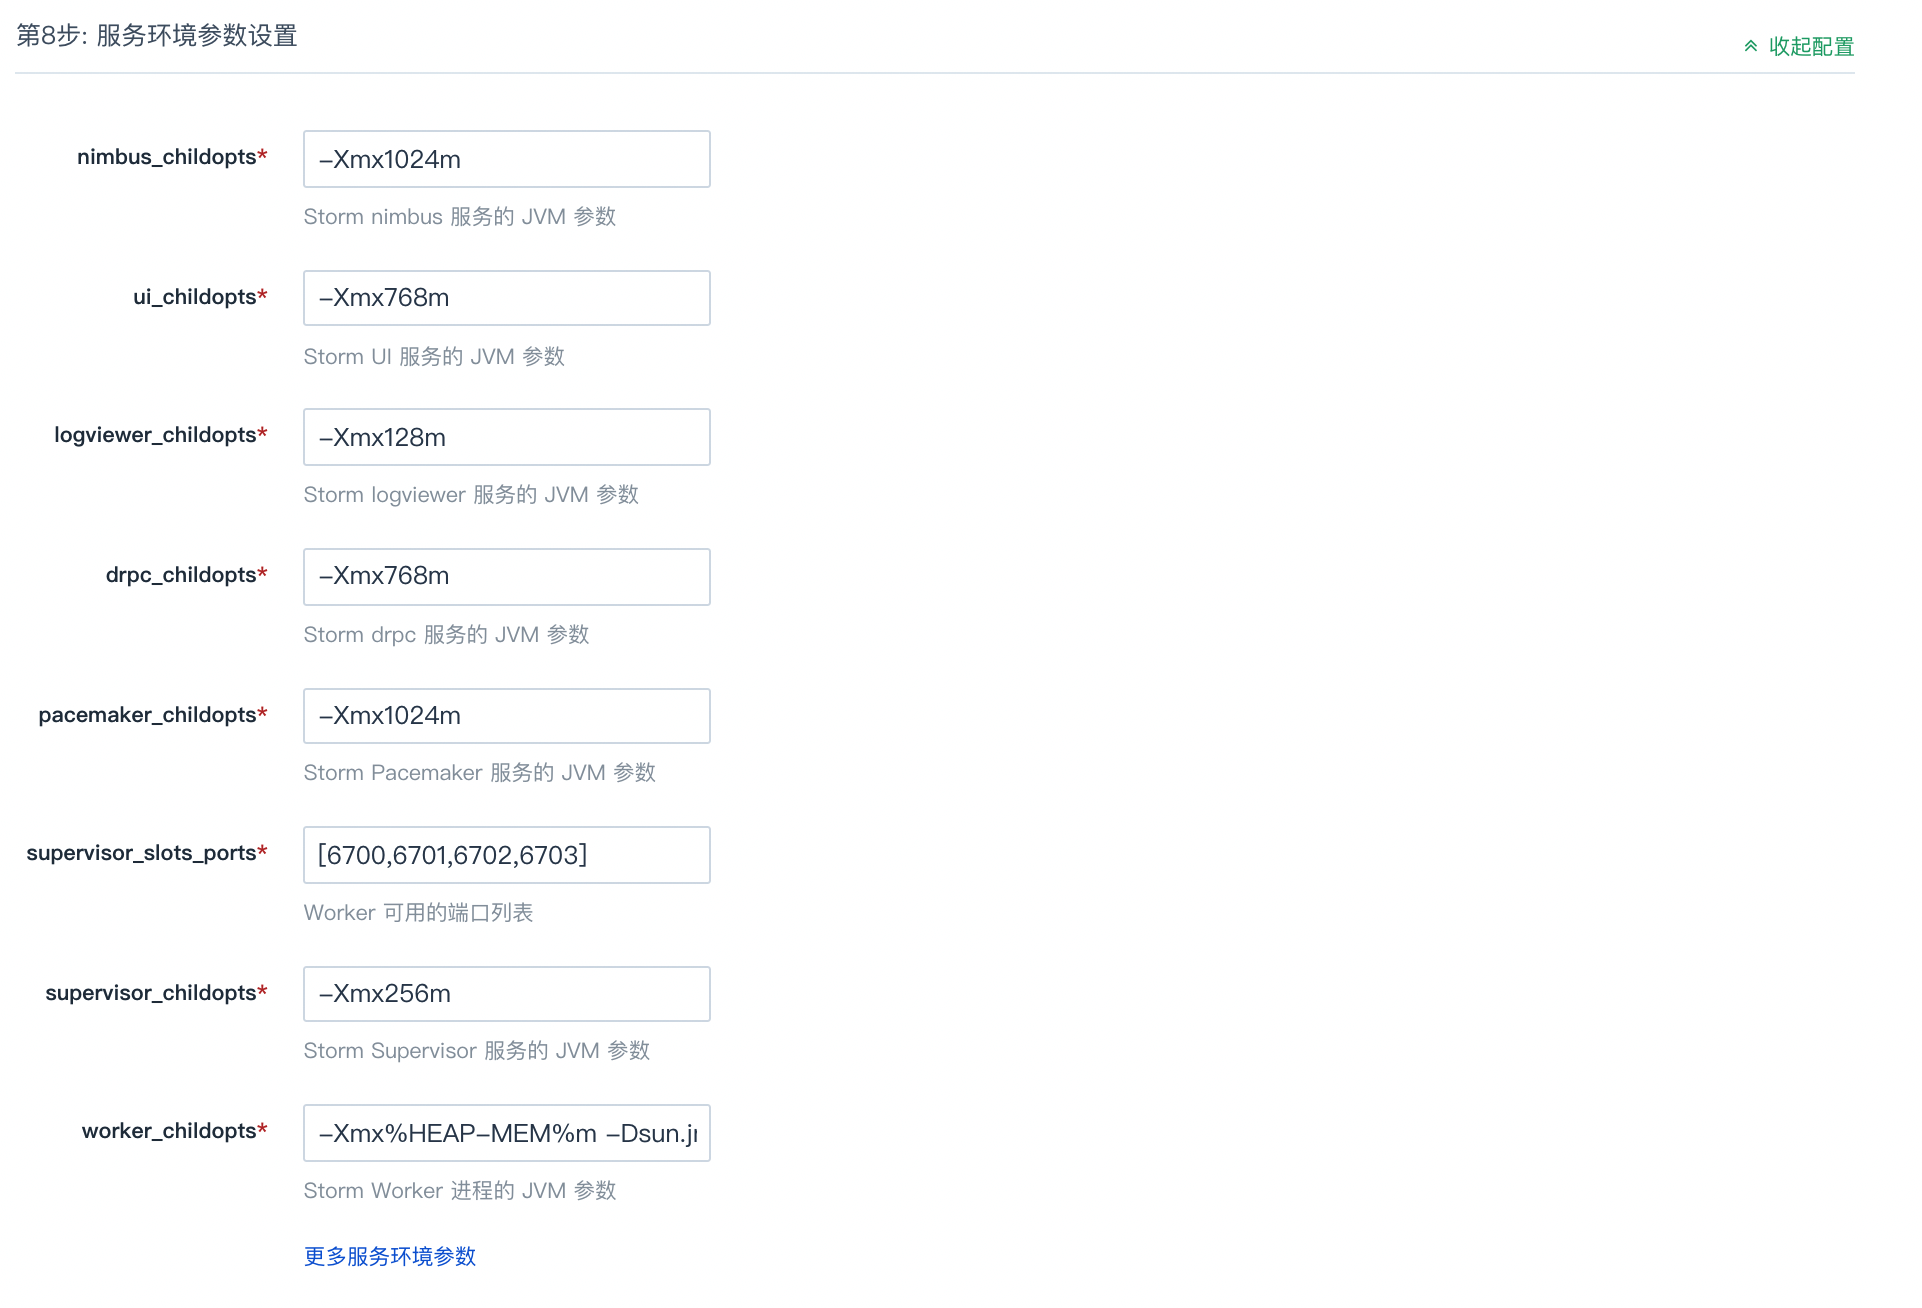 第8步: 服务环境参数设置
收起配置
nimbus_childopts*
-Xmx1024m
Storm nimbus 服务的 JVM 参数
ui_childopts*
-Xmx768m
Storm UI 服务的 JVM 参数
logviewer_childopts*
-Xmx128m
Storm logviewer 服务的 JVM 参数
drpc_childopts*
-Xmx768m
Storm drpc 服务的 JVM 参数
pacemaker_childopts*
-Xmx1024m
Storm Pacemaker 服务的 JVM 参数
supervisor_slots_ports*
[6700,6701,6702,6703]
Worker 可用的端口列表
supervisor_childopts*
-Xmx256m
Storm Supervisor 服务的 JVM 参数
worker_childopts*
-Xmx%HEAP-MEM%m -Dsun.j
Storm Worker 进程的 JVM 参数
更多服务环境参数